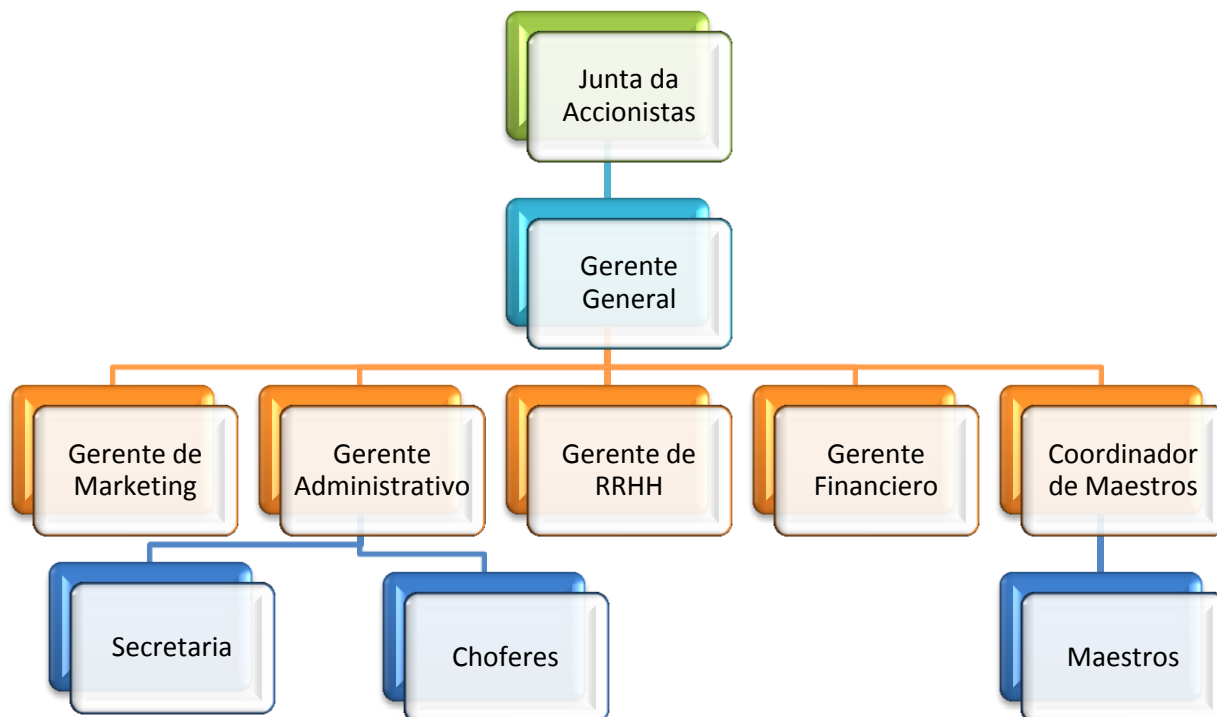 Junta da
Accionistas
Gerente
General
Gerente de
Marketing
Gerente
Administrativo
Gerente de
RRHH
Gerente
Financiero
Coordinador
de Maestros
Secretaria
Choferes
Maestros